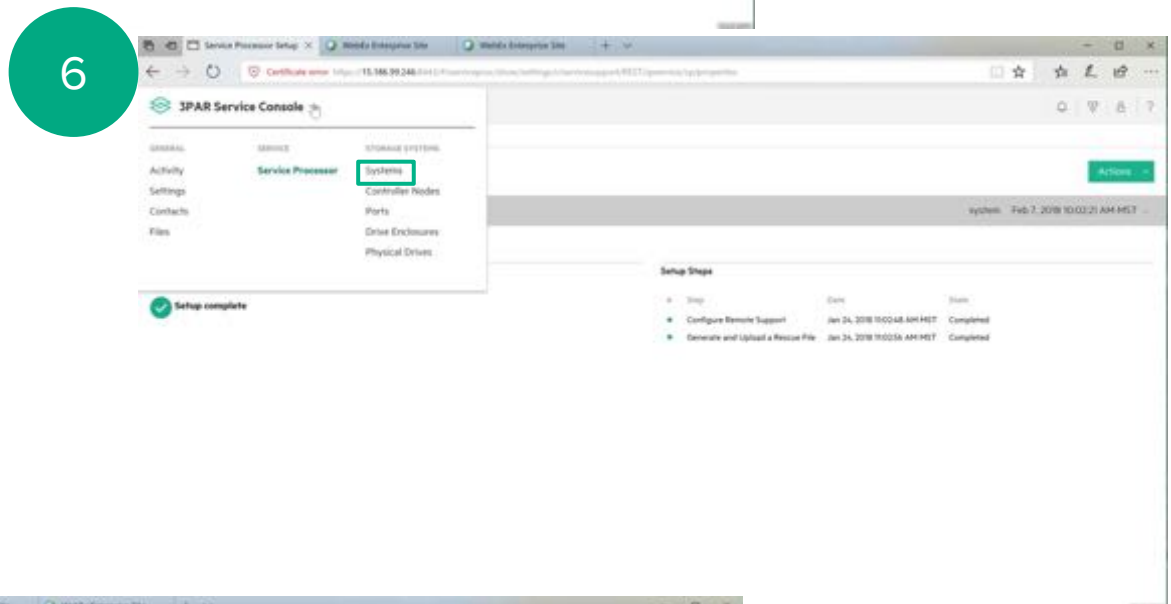 6
Service Processor Setup
WebEx Enterprise Site
WebEx Enterprise Site
Certificate error
3PAR Service Console
GENERAL
SERVICE
STORAGE SYSTEMS
Activity
Service Processor
Systems
Settings
Controller Nodes
Contacts
Ports
Files
Drive Enclosures
Physical Drives
Actions
system Feb 7, 2018 10:02:21 AM MST
Setup complete
Setup Steps
Step Date State
Configure Remote Support Jan 24, 2018 11:02:48 AM MST Completed
Generate and Upload a Rescue File Jan 24, 2018 11:02:56 AM MST Completed